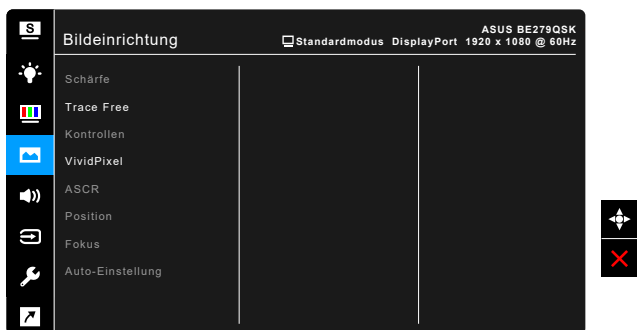 S
ASUS BE279QSK
Bildeinrichtung
Standardmodus DisplayPort 1920 x 1080 @ 60Hz
Schärfe
Trace Free
Kontrollen
VividPixel
ASCR
Position
Fokus
Auto-Einstellung